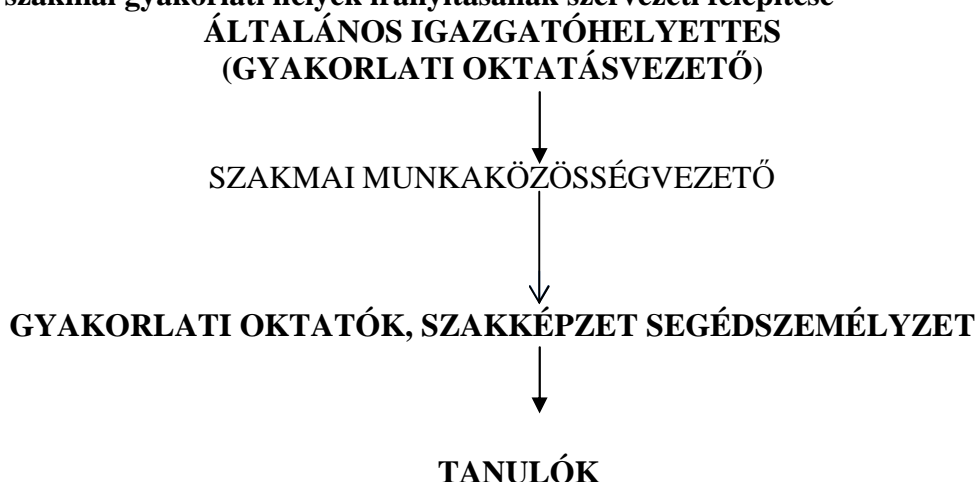 szakmai gyakorlati helyek irányításának szervezeti felépítése
ÁLTALÁNOS IGAZGATÓHELYETTES
(GYAKORLATI OKTATÁSVEZETŐ)
SZAKMAI MUNKAKÖZÖSSÉGVEZETŐ
GYAKORLATI OKTATÓK, SZAKKÉPZET SEGÉDSZEMÉLYZET
TANULÓK